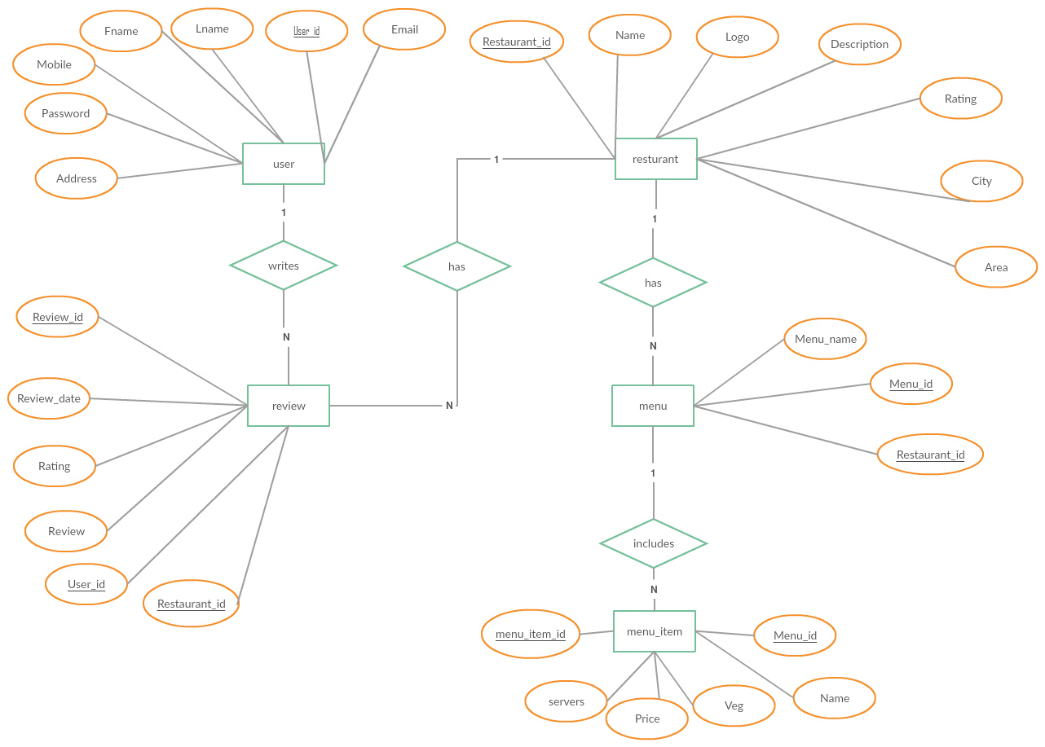 Fname
Lname
User_id
Email
Restaurant_id
Name
Logo
Description
Mobile
Password
Address
user
Rating
resturant
City
Area
1
1
1
writes
has
has
N
N
Review_id
Review_date
Rating
Review
User_id
Restaurant_id
review
N
Menu_name
Menu_id
Restaurant_id
menu
1
includes
N
menu_item_id
menu_item
Menu_id
servers
Price
Veg
Name